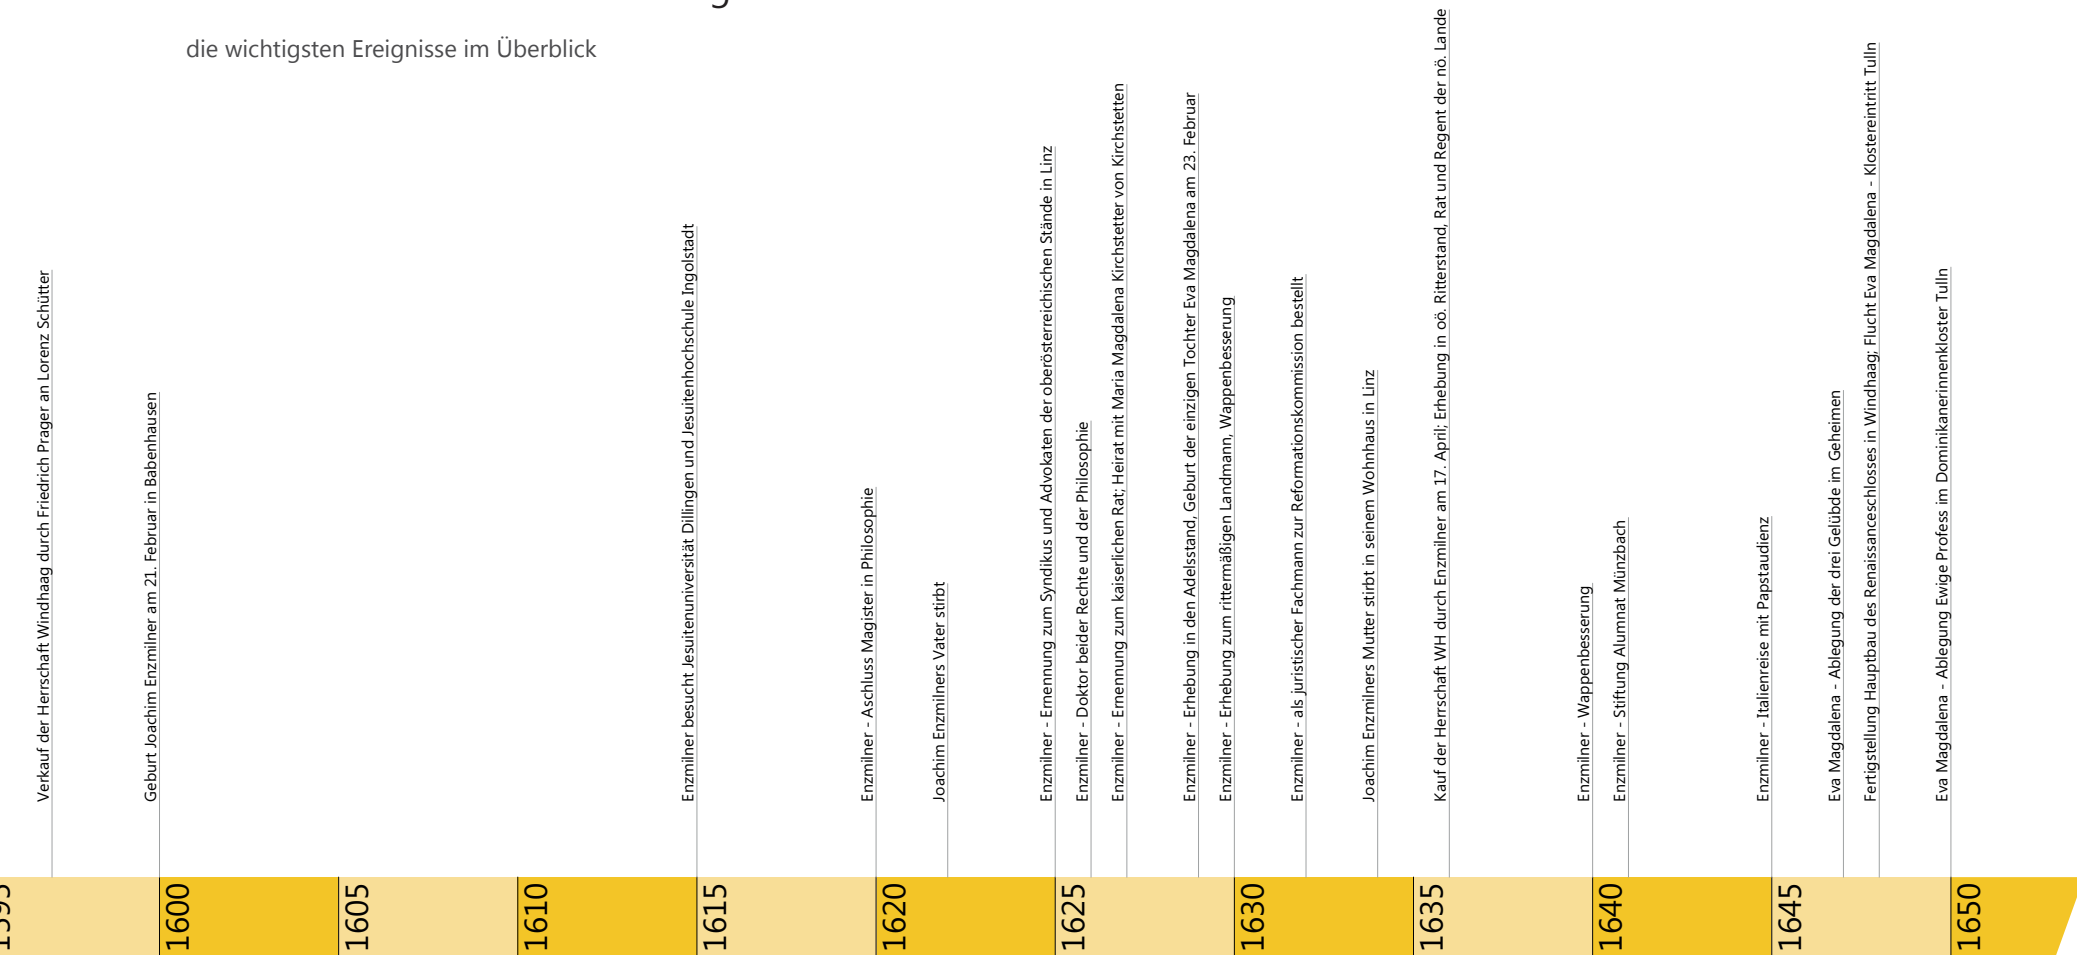 die wichtigsten Ereignisse im Überblick
Verkauf der Herrschaft Windhaag durch Friedrich Prager an Lorenz Schütter
Geburt Joachim Enzmilner am 21. Februar in Babenhausen
Enzmilner besucht Jesuitenuniversität Dillingen und Jesuitenhochschule Ingolstadt
Enzmilner - Aschluss Magister in Philosophie
Joachim Enzmilners Vater stirbt
Enzmilner - Ernennung zum Syndikus und Advokaten der oberösterreichischen Stände in Linz
Enzmilner - Doktor beider Rechte und der Philosophie
Enzmilner - Ernennung zum kaiserlichen Rat; Heirat mit Maria Magdalena Kirchstetter von Kirchstetten
Enzmilner - Erhebung in den Adelsstand, Geburt der einzigen Tochter Eva Magdalena am 23. Februar
Enzmilner - Erhebung zum rittermäßigen Landmann, Wappenbesserung
Enzmilner - als juristischer Fachmann zur Reformationskommission bestellt
Joachim Enzmilners Mutter stirbt in seinem Wohnhaus in Linz
Kauf der Herrschaft WH durch Enzmilner am 17. April; Erhebung in oö. Ritterstand, Rat und Regent der nö. Lande
Enzmilner - Wappenbesserung
Enzmilner - Stiftung Alumnat Münzbach
Enzmilner - Italienreise mit Papstaudienz
Eva Magdalena - Ablegung der drei Gelübde im Geheimen
Fertigstellung Hauptbau des Renaissanceschlosses in Windhaag; Flucht Eva Magdalena - Klostereintritt Tulln
Eva Magdalena - Ablegung Ewige Profess im Dominikanerinnenkloster Tulln
1595
1600
1605
1610
1615
1620
1625
1630
1635
1640
1645
1650